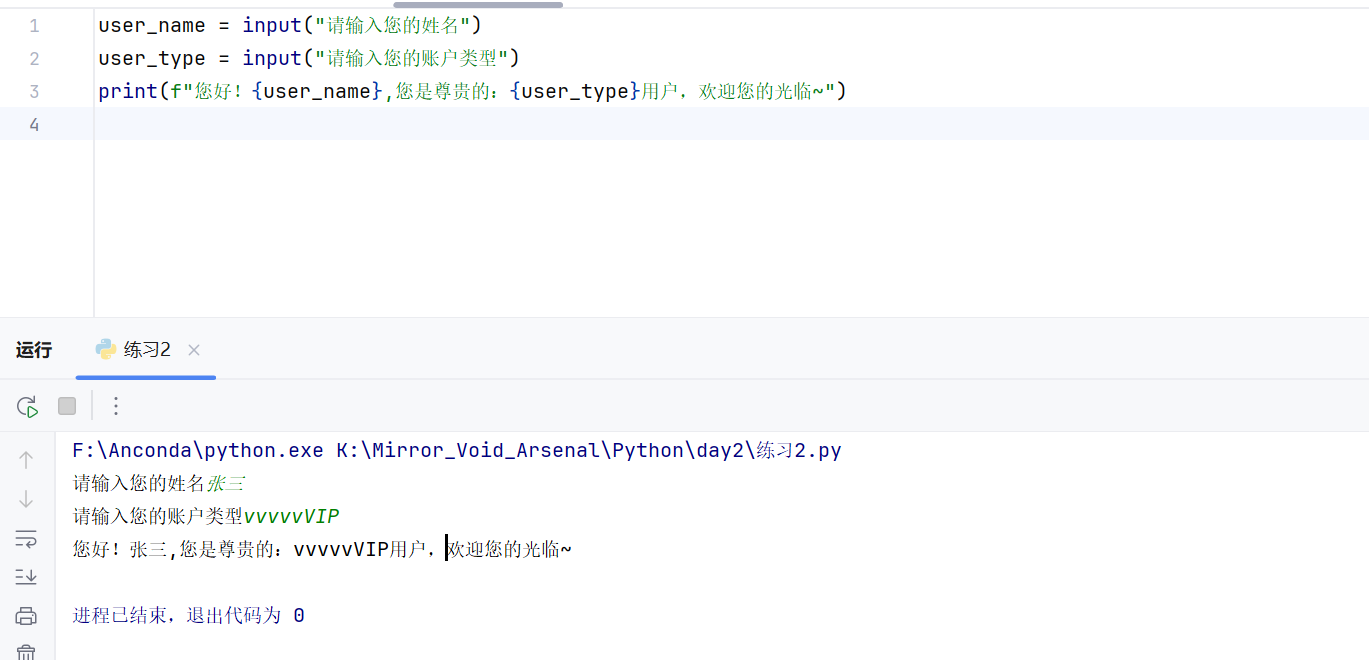 1 user_name = input("请输入您的姓名")
2 user_type = input("请输入您的账户类型")
3 print(f"您好！{user_name},您是尊贵的：{user_type}用户，欢迎您的光临~")
4
运行 练习2
F:\Anconda\python.exe K:\Mirror_Void_Arsenal\Python\day2\练习2.py
请输入您的姓名张三
请输入您的账户类型vvvvvVIP
您好！张三,您是尊贵的：vvvvvVIP用户，欢迎您的光临~
进程已结束，退出代码为 0